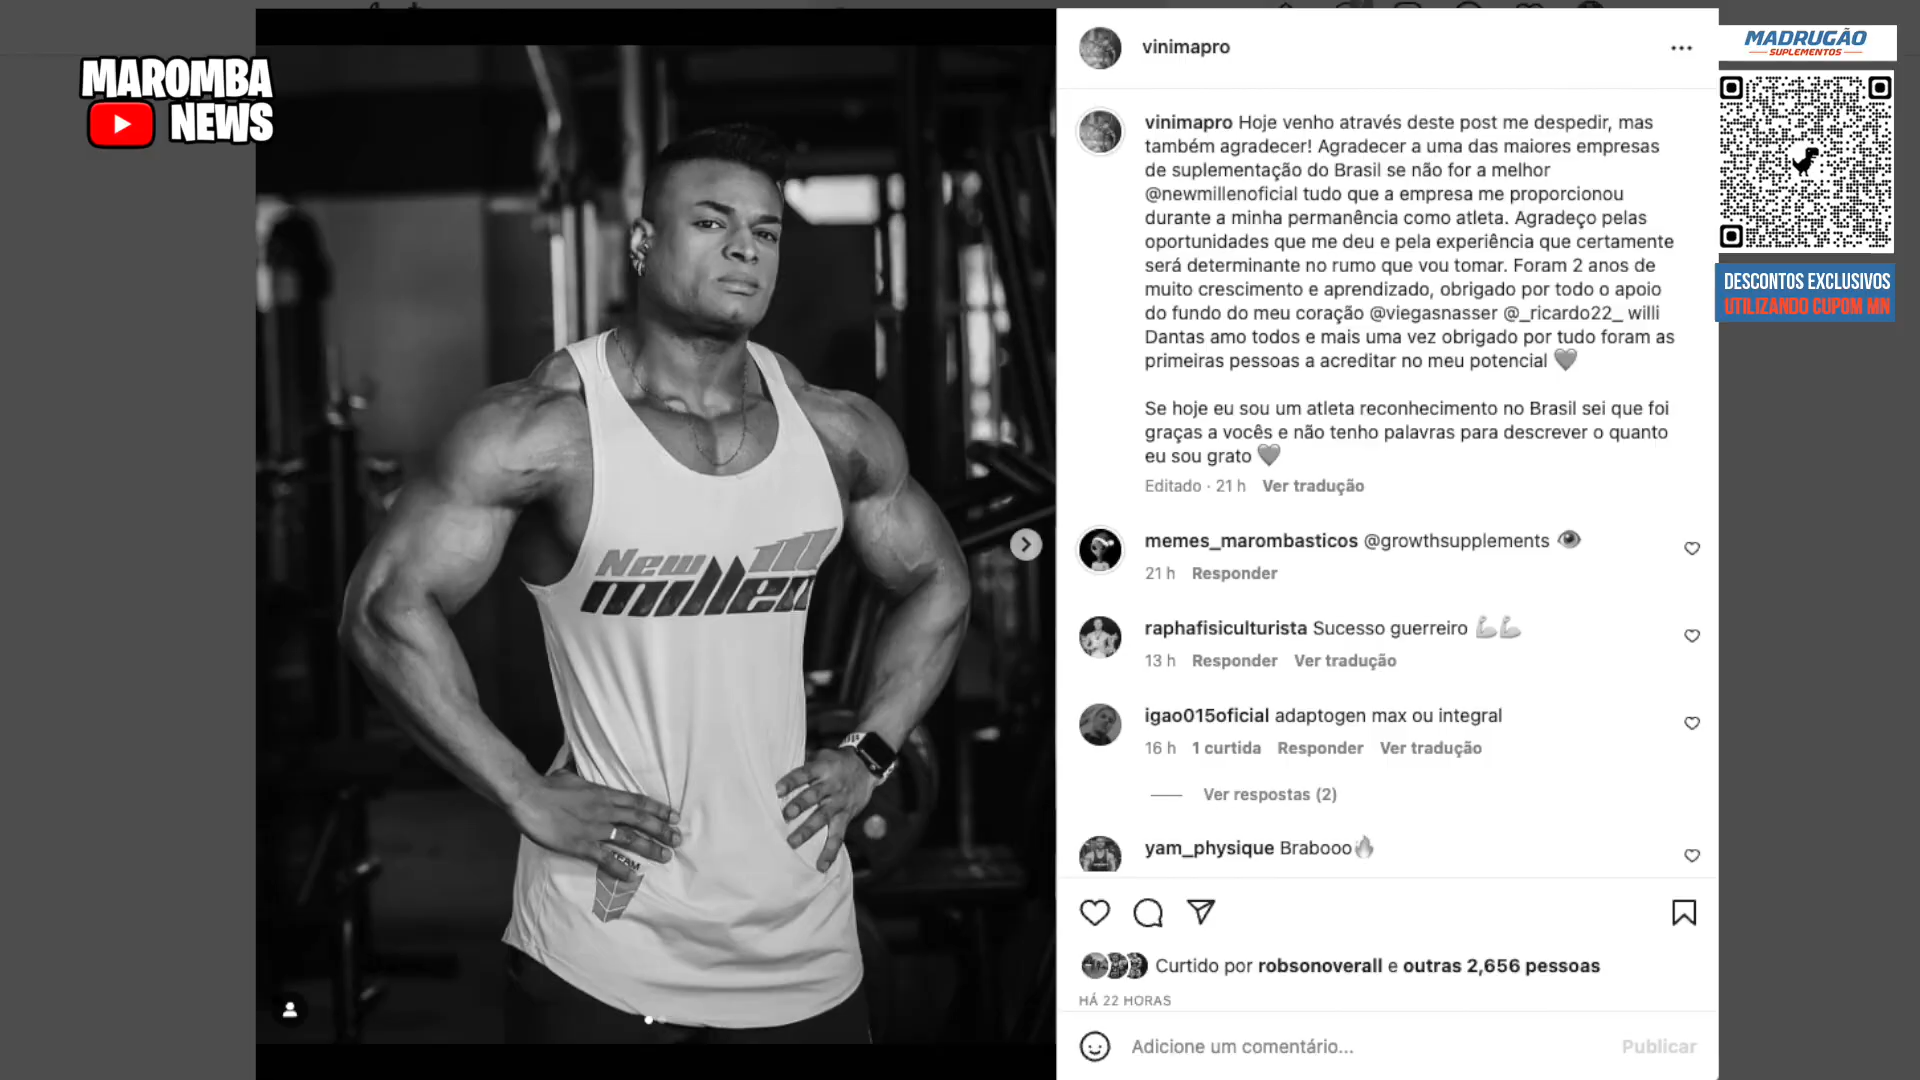 MAROMBA
NEWS
New
millen
TEAM
vinimapro
vinimapro Hoje venho através deste post me despedir, mas
também agradecer! Agradecer a uma das maiores empresas
de suplementação do Brasil se não for a melhor
@newmillenoficial tudo que a empresa me proporcionou
durante a minha permanência como atleta. Agradeço pelas
oportunidades que me deu e pela experiência que certamente
será determinante no rumo que vou tomar. Foram 2 anos de
muito crescimento e aprendizado, obrigado por todo o apoio
do fundo do meu coração @viegasnasser @_ricardo22_ willi
Dantas amo todos e mais uma vez obrigado por tudo foram as
primeiras pessoas a acreditar no meu potencial 🖤
Se hoje eu sou um atleta reconhecimento no Brasil sei que foi
graças a vocês e não tenho palavras para descrever o quanto
eu sou grato 🖤
Editado · 21 h Ver tradução
memes_marombasticos @growthsupplements 👁
21 h Responder
raphafisiculturista Sucesso guerreiro 💪💪
13 h Responder Ver tradução
igao015oficial adaptogen max ou integral
16 h 1 curtida Responder Ver tradução
Ver respostas (2)
yam_physique Brabooo🔥
Curtido por robsonoverall e outras 2,656 pessoas
HÁ 22 HORAS
Adicione um comentário...
Publicar
MADRUGÃO
SUPLEMENTOS
DESCONTOS EXCLUSIVOS
UTILIZANDO CUPOM MN